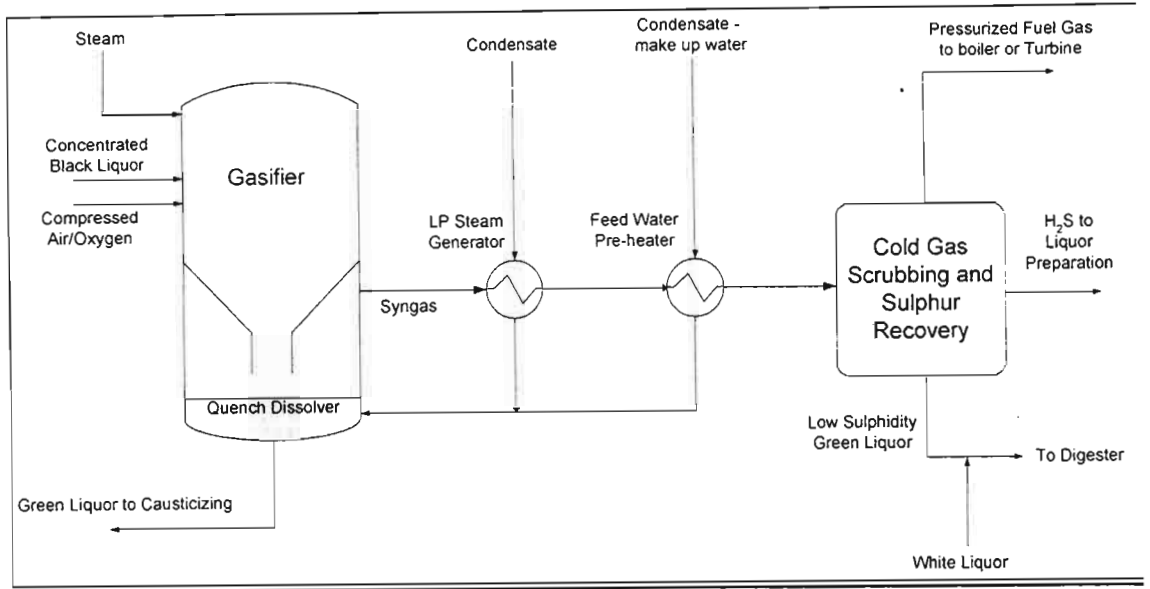 Steam
Condensate
Condensate -
make up water
Pressurized Fuel Gas
to boiler or Turbine
Concentrated
Black Liquor
Gasifier
Compressed
Air/Oxygen
LP Steam
Generator
Feed Water
Pre-heater
Cold Gas
Scrubbing and
Sulphur
Recovery
H₂S to
Liquor
Preparation
Syngas
Quench Dissolver
Low Sulphidity
Green Liquor
To Digester
Green Liquor to Causticizing
White Liquor